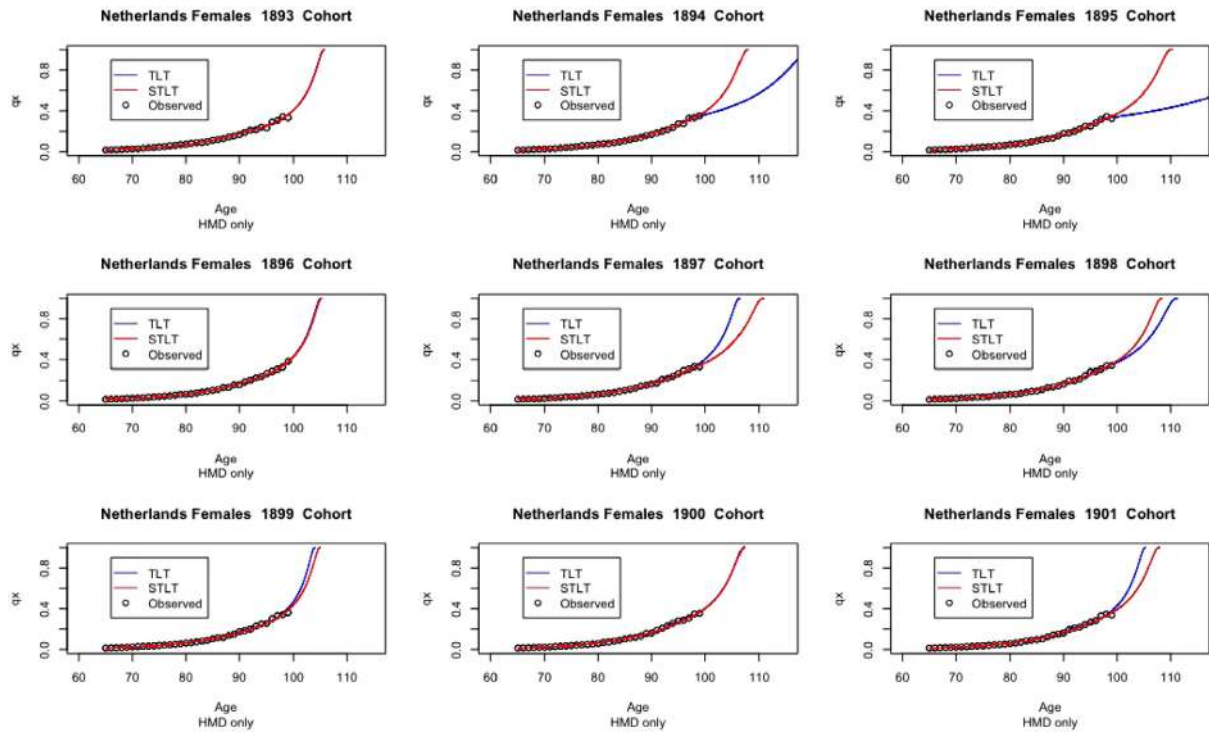 Netherlands Females 1893 Cohort
qx
0.0 0.4 0.8
TLT
STLT
Observed
60 70 80 90 100 110
Age
HMD only
Netherlands Females 1894 Cohort
qx
0.0 0.4 0.8
TLT
STLT
Observed
60 70 80 90 100 110
Age
HMD only
Netherlands Females 1895 Cohort
qx
0.0 0.4 0.8
TLT
STLT
Observed
60 70 80 90 100 110
Age
HMD only
Netherlands Females 1896 Cohort
qx
0.0 0.4 0.8
TLT
STLT
Observed
60 70 80 90 100 110
Age
HMD only
Netherlands Females 1897 Cohort
qx
0.0 0.4 0.8
TLT
STLT
Observed
60 70 80 90 100 110
Age
HMD only
Netherlands Females 1898 Cohort
qx
0.0 0.4 0.8
TLT
STLT
Observed
60 70 80 90 100 110
Age
HMD only
Netherlands Females 1899 Cohort
qx
0.0 0.4 0.8
TLT
STLT
Observed
60 70 80 90 100 110
Age
HMD only
Netherlands Females 1900 Cohort
qx
0.0 0.4 0.8
TLT
STLT
Observed
60 70 80 90 100 110
Age
HMD only
Netherlands Females 1901 Cohort
qx
0.0 0.4 0.8
TLT
STLT
Observed
60 70 80 90 100 110
Age
HMD only